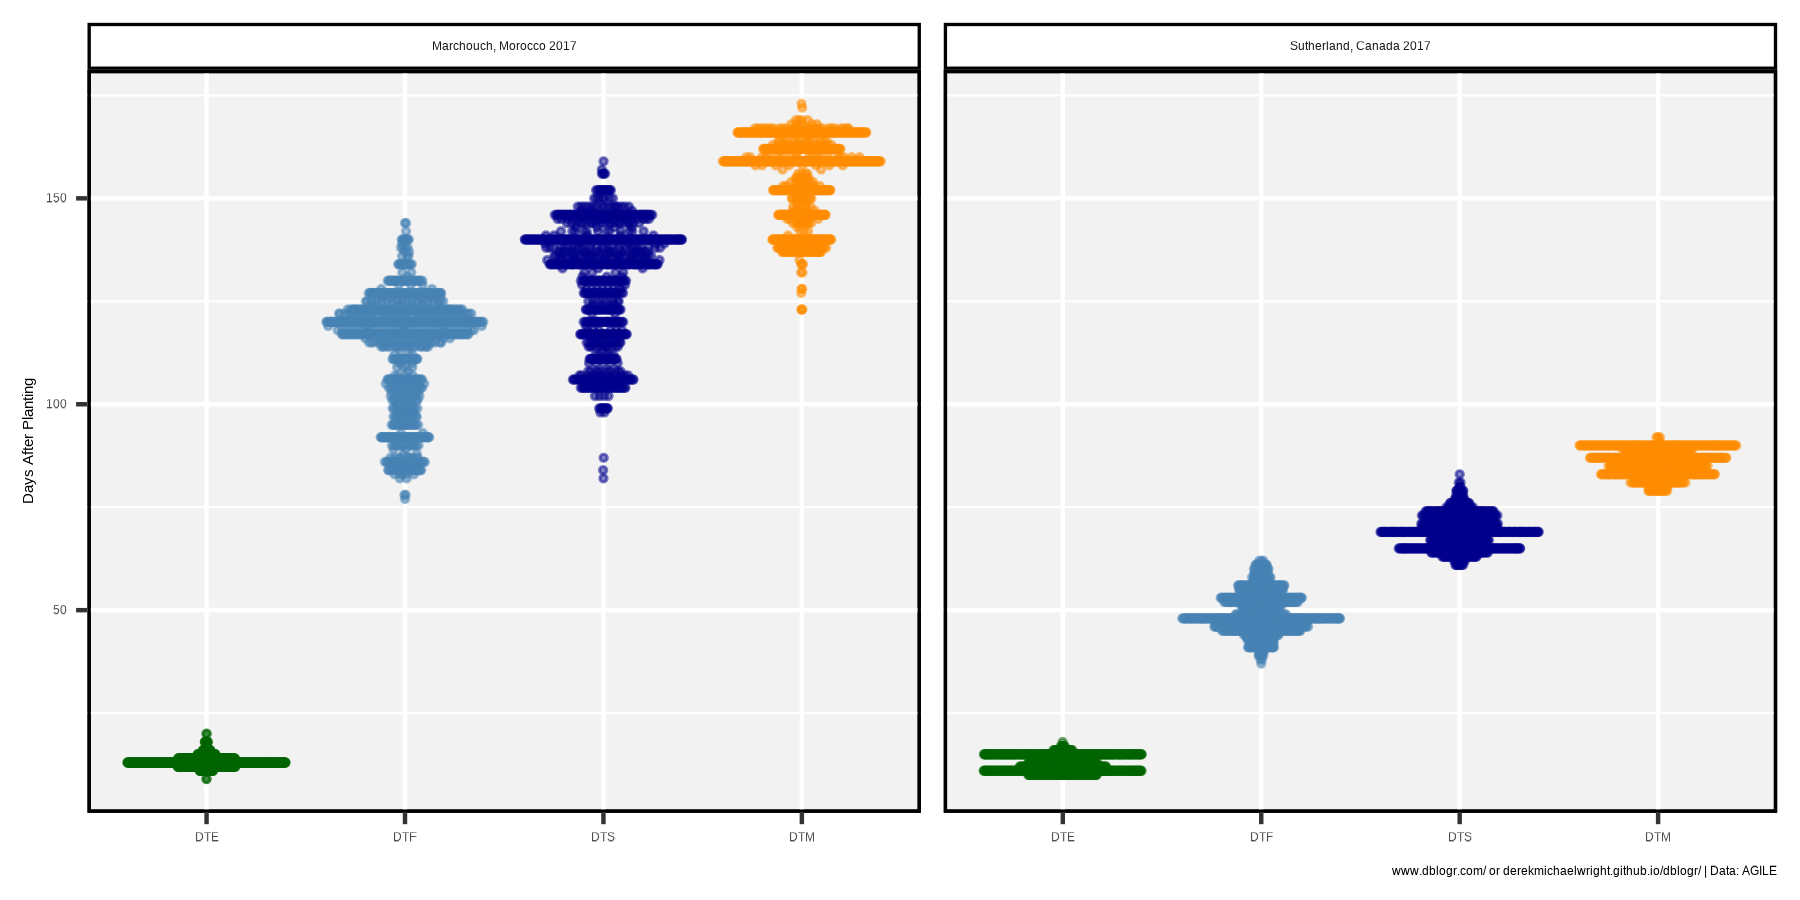 Marchouch, Morocco 2017
Sutherland, Canada 2017
Days After Planting
150
100
50
DTE DTF DTS DTM
DTE DTF DTS DTM
www.dblogr.com/ or derekmichaelwright.github.io/dblogr/ | Data: AGILE